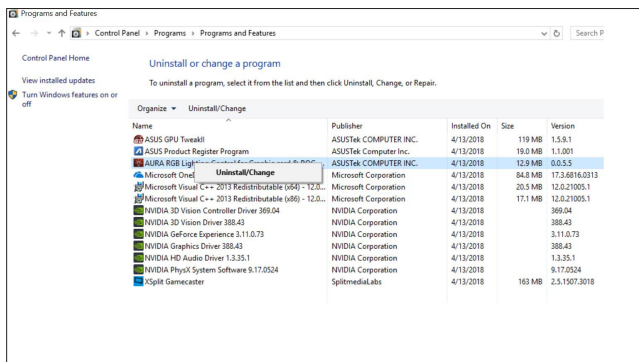 Programs and Features
Control Panel > Programs > Programs and Features
Search P
Control Panel Home
View installed updates
Turn Windows features on or
off
Uninstall or change a program
To uninstall a program, select it from the list and then click Uninstall, Change, or Repair.
Organize Uninstall/Change
Name Publisher Installed On Size Version
ASUS GPU TweakII ASUSTek COMPUTER INC. 4/13/2018 119 MB 1.5.9.1
ASUS Product Register Program ASUSTek Computer Inc. 4/13/2018 19.0 MB 1.1.001
AURA RGB Lighting Control for Graphic card & ROG ... ASUSTek COMPUTER INC. 4/13/2018 12.9 MB 0.0.5.5
Microsoft OneD Microsoft Corporation 4/13/2018 84.8 MB 17.3.6816.0313
Uninstall/Change
Microsoft Visual C++ 2013 Redistributable (x64) - 12.0... Microsoft Corporation 4/13/2018 20.5 MB 12.0.21005.1
Microsoft Visual C++ 2013 Redistributable (x86) - 12.0... Microsoft Corporation 4/13/2018 17.1 MB 12.0.21005.1
NVIDIA 3D Vision Controller Driver 369.04 NVIDIA Corporation 4/13/2018 369.04
NVIDIA 3D Vision Driver 388.43 NVIDIA Corporation 4/13/2018 388.43
NVIDIA GeForce Experience 3.11.0.73 NVIDIA Corporation 4/13/2018 3.11.0.73
NVIDIA Graphics Driver 388.43 NVIDIA Corporation 4/13/2018 388.43
NVIDIA HD Audio Driver 1.3.35.1 NVIDIA Corporation 4/13/2018 1.3.35.1
NVIDIA PhysX System Software 9.17.0524 NVIDIA Corporation 4/13/2018 9.17.0524
XSplit Gamecaster SplitmediaLabs 4/13/2018 163 MB 2.5.1507.3018